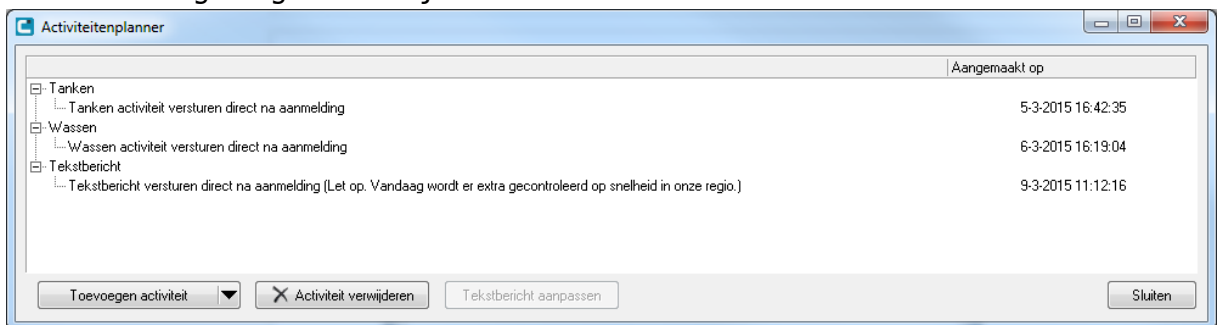 Activiteitenplanner
Aangemaakt op
Tanken
Tanken activiteit versturen direct na aanmelding 5-3-2015 16:42:35
Wassen
Wassen activiteit versturen direct na aanmelding 6-3-2015 16:19:04
Tekstbericht
Tekstbericht versturen direct na aanmelding (Let op. Vandaag wordt er extra gecontroleerd op snelheid in onze regio.) 9-3-2015 11:12:16
Toevoegen activiteit Activiteit verwijderen Tekstbericht aanpassen Sluiten